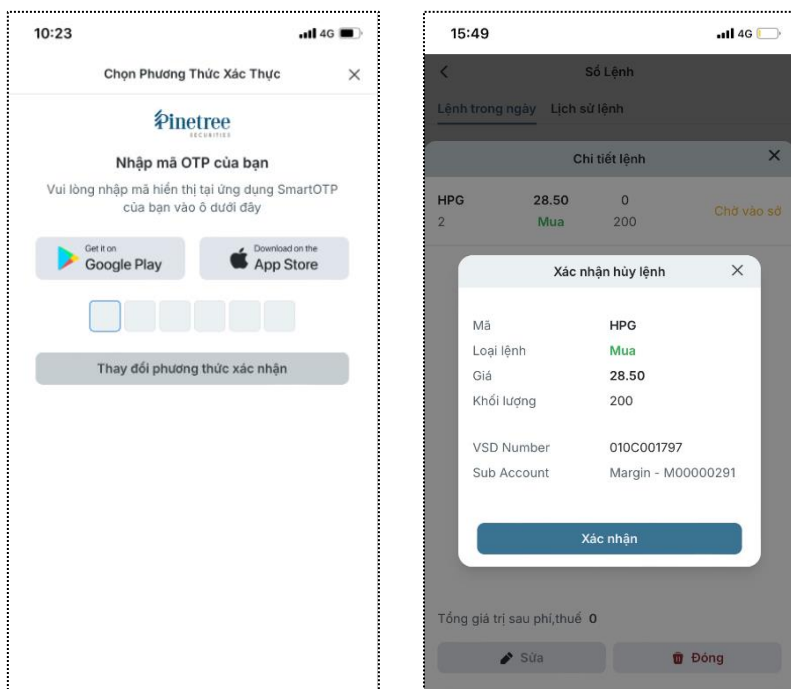 10:23
4G
Chọn Phương Thức Xác Thực
Pinetree
SECURITIES
Nhập mã OTP của bạn
Vui lòng nhập mã hiển thị tại ứng dụng SmartOTP
của bạn vào ô dưới đây
Get it on
Google Play
Download on the
App Store
Thay đổi phương thức xác nhận
15:49
4G
Sổ Lệnh
Lệnh trong ngày Lịch sử lệnh
Chi tiết lệnh
HPG 28.50 0 Chờ vào sở
2 Mua 200
Xác nhận hủy lệnh
Mã HPG
Loại lệnh Mua
Giá 28.50
Khối lượng 200
VSD Number 010C001797
Sub Account Margin - M00000291
Xác nhận
Tổng giá trị sau phí,thuế 0
Sửa Đóng